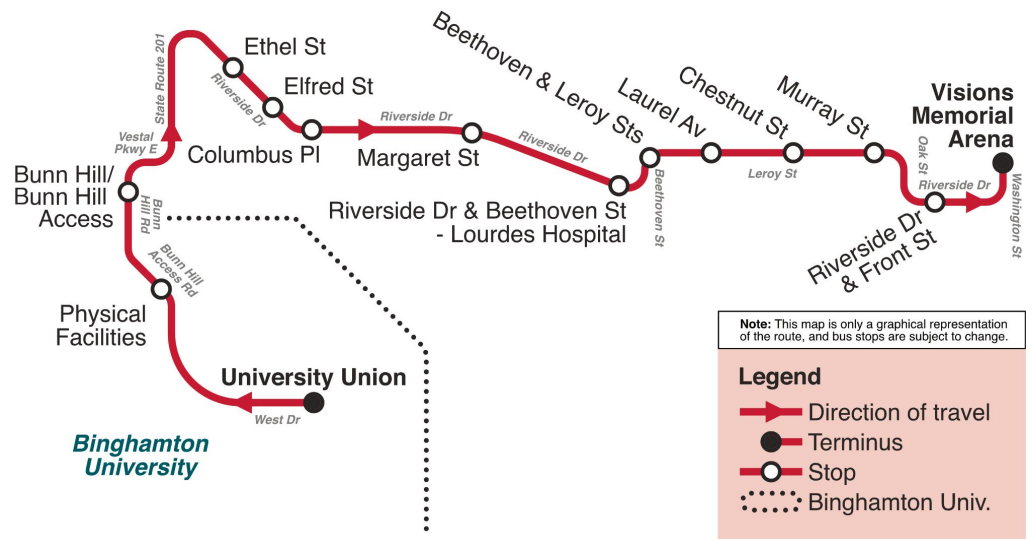 Ethel St
Elfred St
Columbus Pl
Margaret St
Riverside Dr
Riverside Dr
Riverside Dr
State Route 201
Vestal
Pkwy E
Bunn Hill/
Bunn Hill
Access
Bunn
Hill Rd
Bunn Hill
Access Rd
Physical
Facilities
University Union
West Dr
Binghamton
University
Riverside Dr & Beethoven St
- Lourdes Hospital
Beethoven & Leroy Sts
Beethoven St
Laurel Av
Chestnut St
Leroy St
Murray St
Oak St
Riverside Dr
Riverside Dr
& Front St
Visions
Memorial
Arena
Washington St
Note: This map is only a graphical representation
of the route, and bus stops are subject to change.
Legend
Direction of travel
Terminus
Stop
Binghamton Univ.